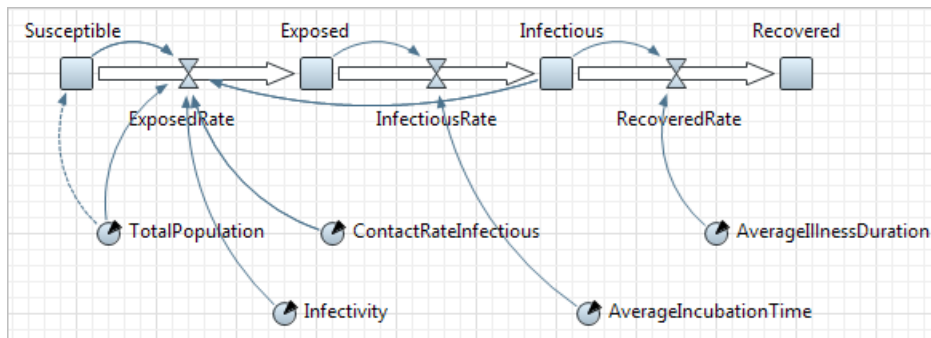 Susceptible Exposed Infectious Recovered
ExposedRate InfectiousRate RecoveredRate
TotalPopulation ContactRateInfectious AverageIllnessDuration
Infectivity AverageIncubationTime